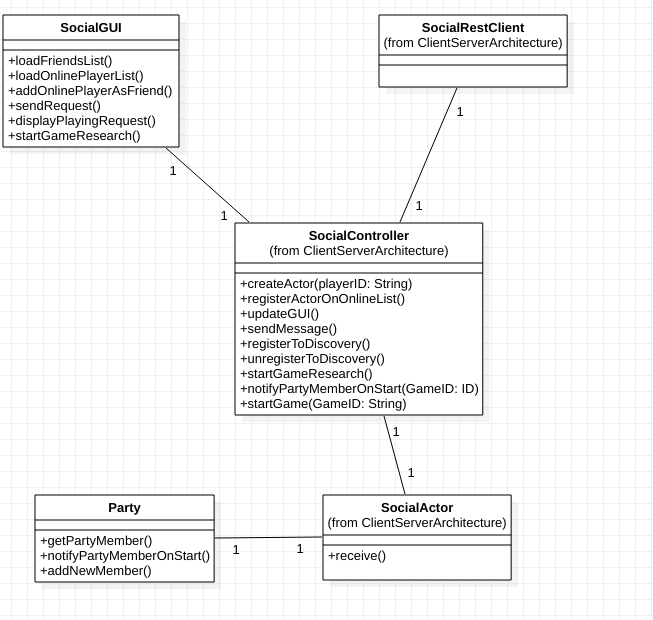 SocialGUI
+loadFriendsList()
+loadOnlinePlayerList()
+addOnlinePlayerAsFriend()
+sendRequest()
+displayPlayingRequest()
+startGameResearch()
SocialRestClient
(from ClientServerArchitecture)
1
1
1
1
SocialController
(from ClientServerArchitecture)
+createActor(playerID: String)
+registerActorOnOnlineList()
+updateGUI()
+sendMessage()
+registerToDiscovery()
+unregisterToDiscovery()
+startGameResearch()
+notifyPartyMemberOnStart(GameID: ID)
+startGame(GameID: String)
1
1
Party
+getPartyMember()
+notifyPartyMemberOnStart()
+addNewMember()
1
1
SocialActor
(from ClientServerArchitecture)
+receive()